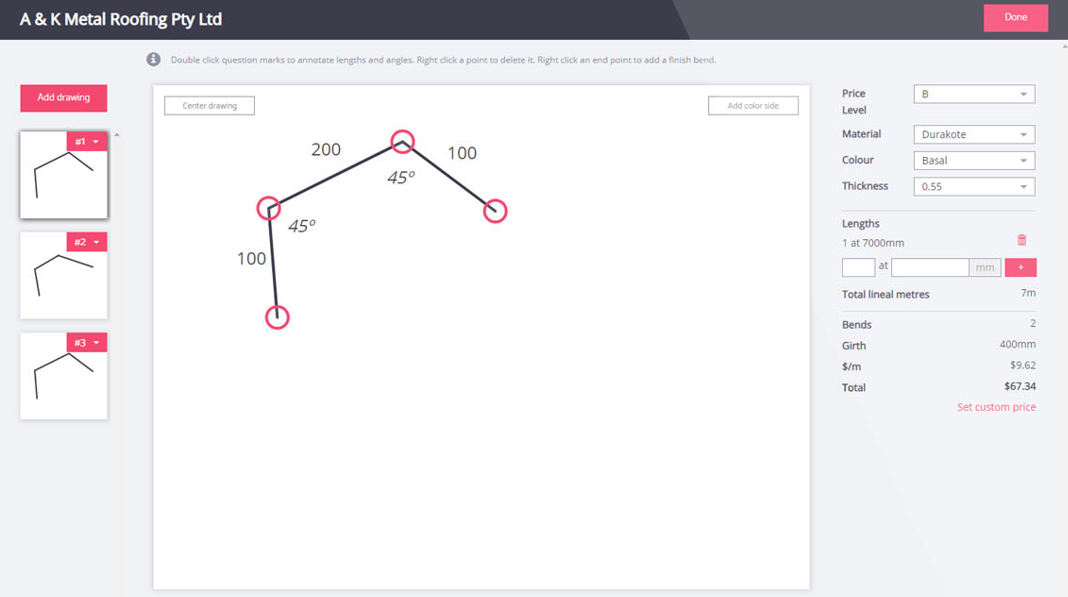 A & K Metal Roofing Pty Ltd
Done
Double click question marks to annotate lengths and angles. Right click a point to delete it. Right click an end point to add a finish bend.
Add drawing
#1
#2
#3
Center drawing
Add color side
200
100
45º
45º
100
Price Level
B
Material
Durakote
Colour
Basal
Thickness
0.55
Lengths
1 at 7000mm
at
mm
+
Total lineal metres
7m
Bends
2
Girth
400mm
$/m
$9.62
Total
$67.34
Set custom price